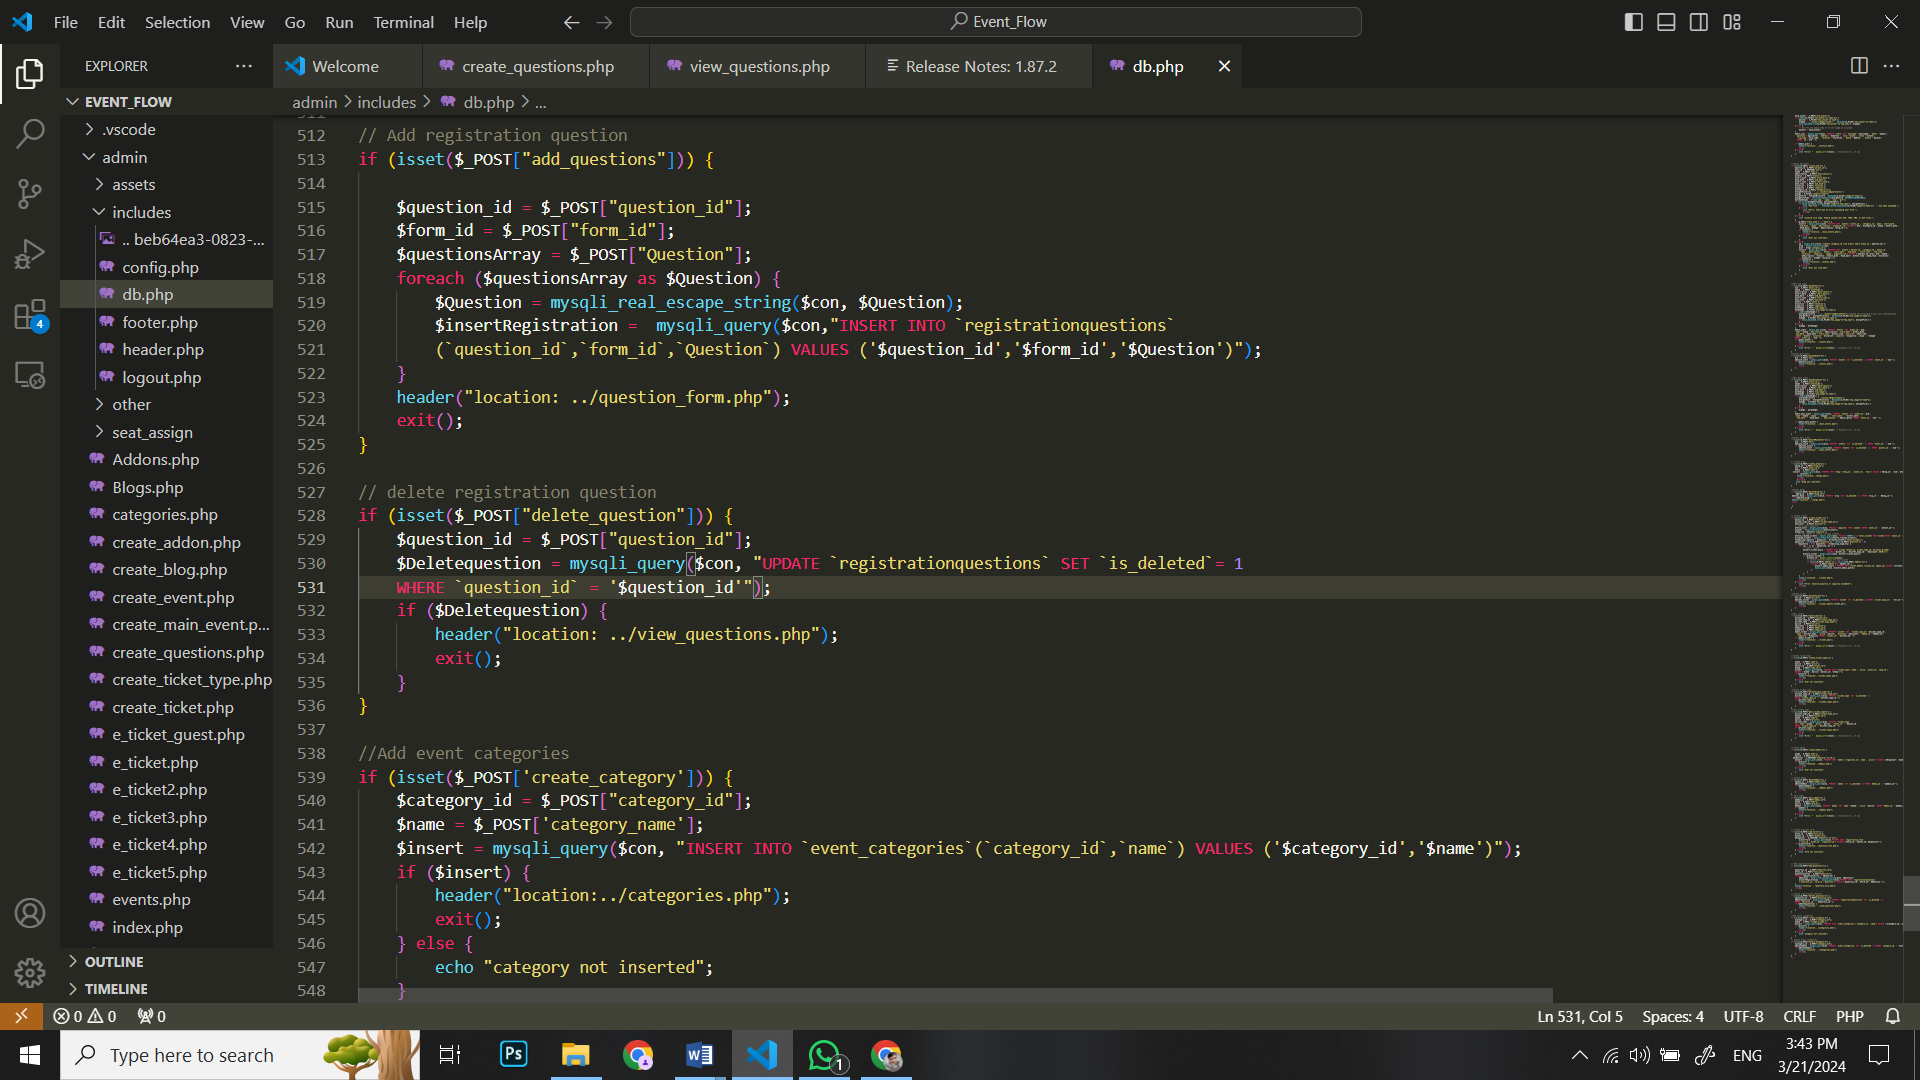 File Edit Selection View Go Run Terminal Help
Event_Flow
EXPLORER
Welcome
create_questions.php
view_questions.php
Release Notes: 1.87.2
db.php
admin > includes > db.php > ...
EVENT_FLOW
.vscode
admin
assets
includes
.. beb64ea3-0823-...
config.php
db.php
footer.php
header.php
logout.php
other
seat_assign
Addons.php
Blogs.php
categories.php
create_addon.php
create_blog.php
create_event.php
create_main_event.p...
create_questions.php
create_ticket_type.php
create_ticket.php
e_ticket_guest.php
e_ticket.php
e_ticket2.php
e_ticket3.php
e_ticket4.php
e_ticket5.php
events.php
index.php
OUTLINE
TIMELINE
4
512 // Add registration question
513 if (isset($_POST["add_questions"])) {
514
515 $question_id = $_POST["question_id"];
516 $form_id = $_POST["form_id"];
517 $questionsArray = $_POST["Question"];
518 foreach ($questionsArray as $Question) {
519 $Question = mysqli_real_escape_string($con, $Question);
520 $insertRegistration =  mysqli_query($con,"INSERT INTO `registrationquestions`
521 (`question_id`,`form_id`,`Question`) VALUES ('$question_id','$form_id','$Question')");
522 }
523 header("location: ../question_form.php");
524 exit();
525 }
526
527 // delete registration question
528 if (isset($_POST["delete_question"])) {
529 $question_id = $_POST["question_id"];
530 $Deletequestion = mysqli_query($con, "UPDATE `registrationquestions` SET `is_deleted`= 1
531 WHERE `question_id` = '$question_id'");
532 if ($Deletequestion) {
533 header("location: ../view_questions.php");
534 exit();
535 }
536 }
537
538 //Add event categories
539 if (isset($_POST['create_category'])) {
540 $category_id = $_POST["category_id"];
541 $name = $_POST['category_name'];
542 $insert = mysqli_query($con, "INSERT INTO `event_categories`(`category_id`,`name`) VALUES ('$category_id','$name')");
543 if ($insert) {
544 header("location:../categories.php");
545 exit();
546 } else {
547 echo "category not inserted";
548 }
0 0 0
Ln 531, Col 5 Spaces: 4 UTF-8 CRLF PHP
Type here to search
Ps
1
ENG
3:43 PM
3/21/2024